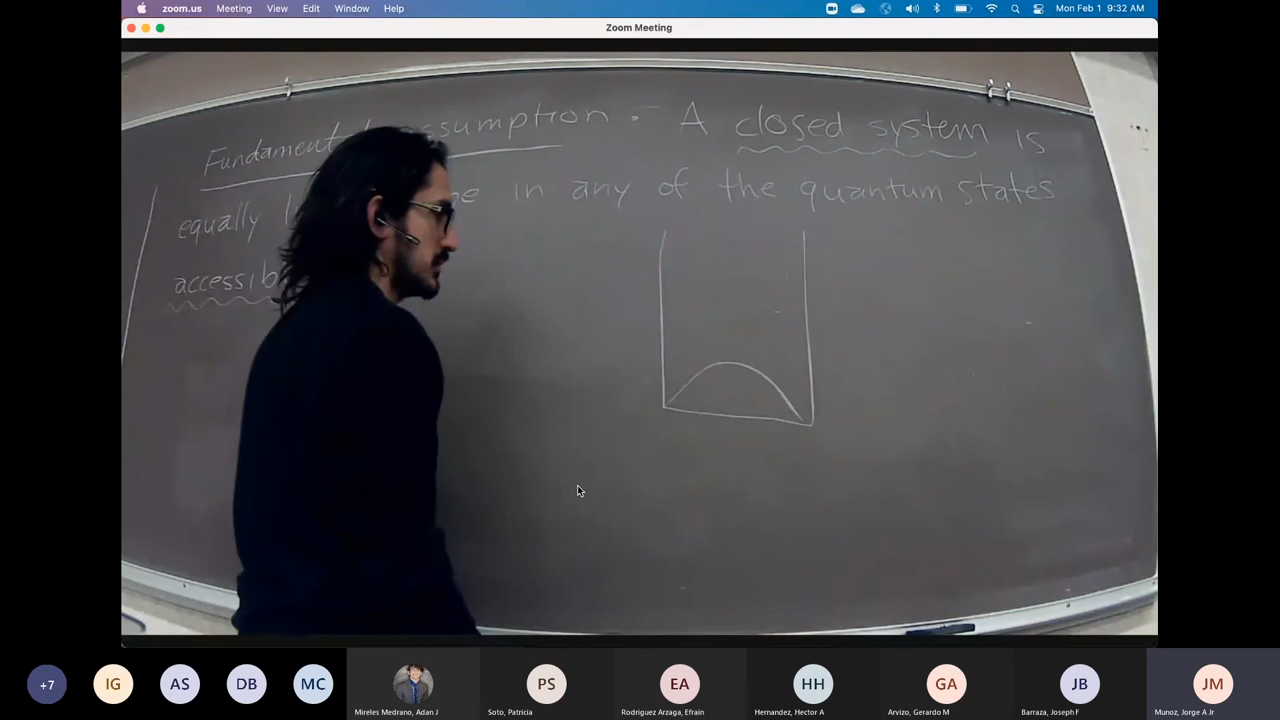 zoom.us Meeting View Edit Window Help Mon Feb 1 9:32 AM
Zoom Meeting
Fundament ssumption : A closed system is
equally in any of the quantum states
accessib
+7 IG AS DB MC PS EA HH GA JB JM
Mireles Medrano, Adan J Soto, Patricia Rodriguez Arzaga, Efrain Hernandez, Hector A Arvizo, Gerardo M Barraza, Joseph F Munoz, Jorge A Jr